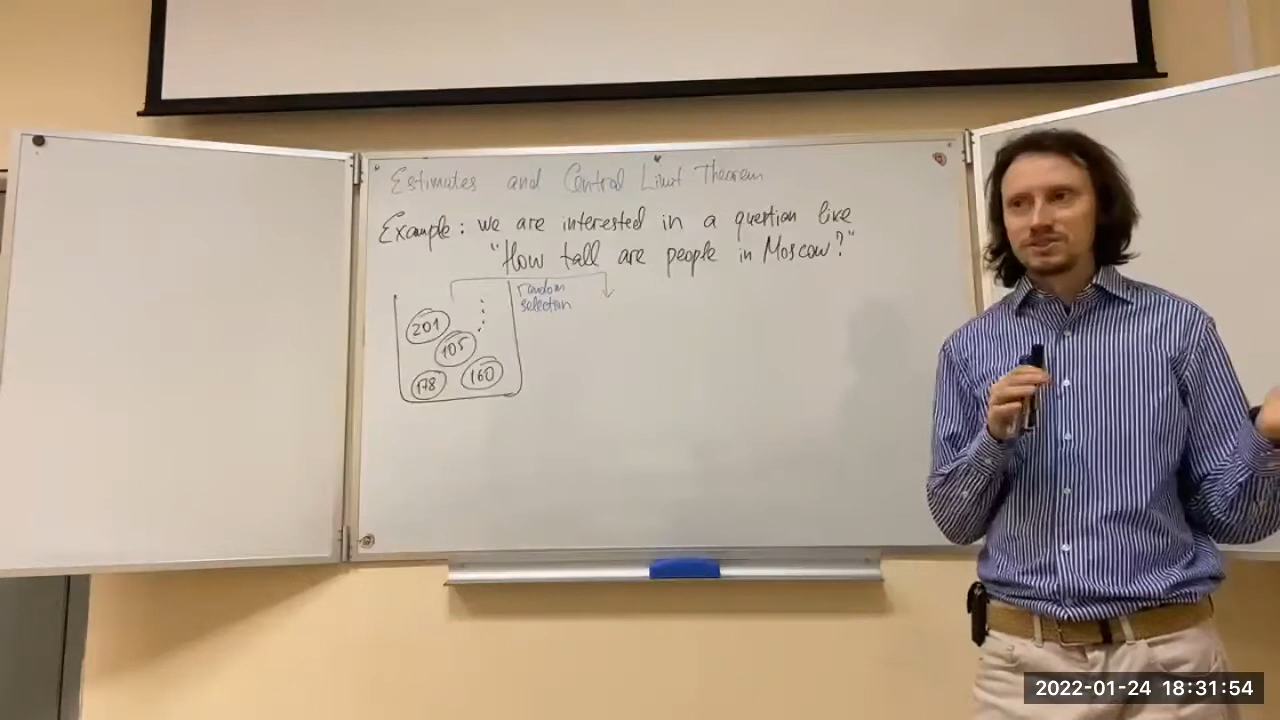 Estimates and Central Limit Theorem
Example: we are interested in a question like
"How tall are people in Moscow?"
random
selection
201
105
178
160
2022-01-24 18:31:54